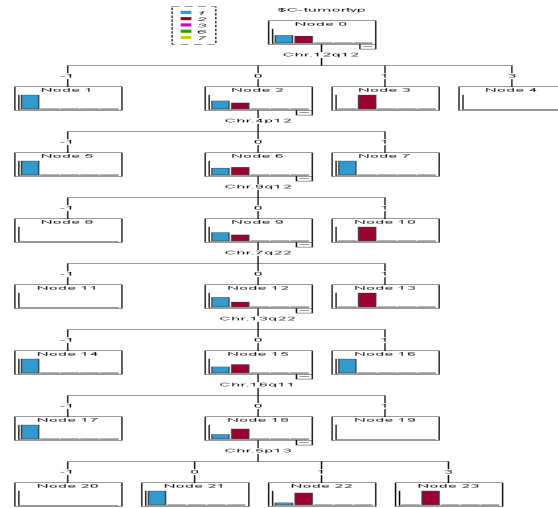 $C-tumortyp
1
2
3
6
7
Node 0
Chr.12q12
-1 0 1 3
Node 1 Node 2 Node 3 Node 4
Chr.4p12
-1 0 1
Node 5 Node 6 Node 7
Chr.9q12
-1 0 1
Node 8 Node 9 Node 10
Chr.7q22
-1 0 1
Node 11 Node 12 Node 13
Chr.13q22
-1 0 1
Node 14 Node 15 Node 16
Chr.16q11
-1 0 1
Node 17 Node 18 Node 19
Chr.5p13
-1 0 1 3
Node 20 Node 21 Node 22 Node 23